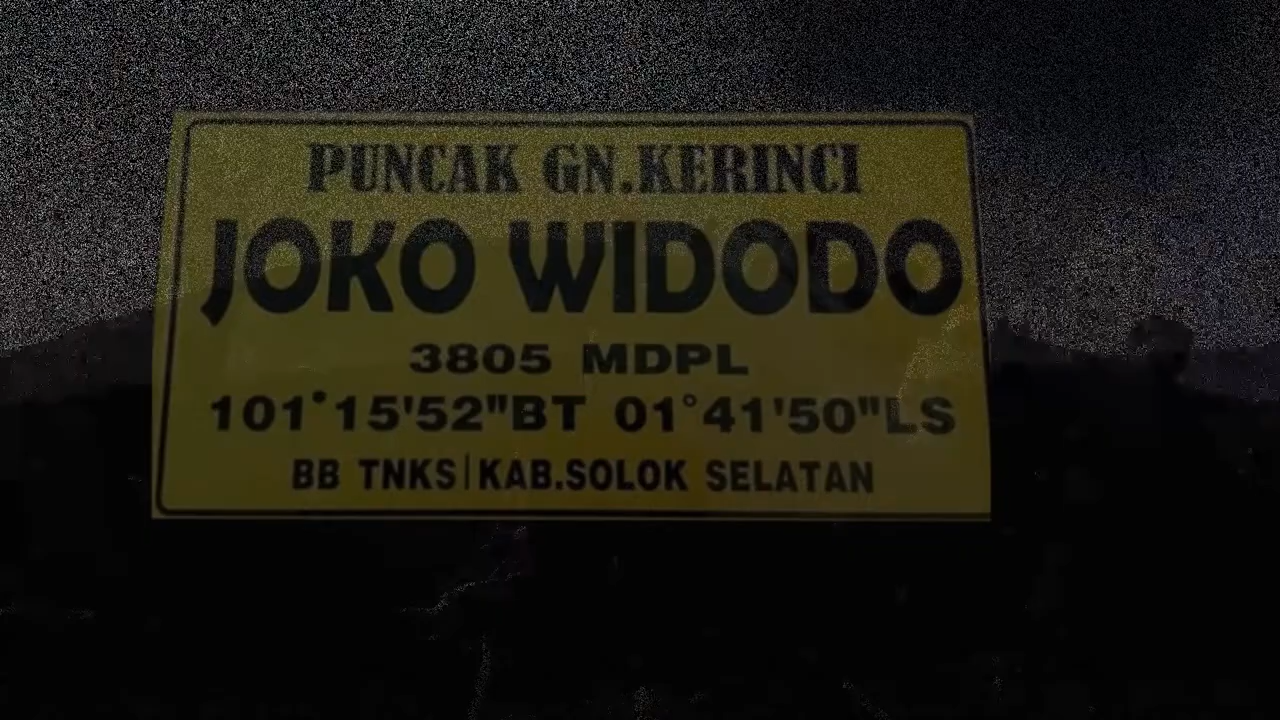 PUNCAK GN.KERINCI
JOKO WIDODO
3805 MDPL
101°15'52"BT 01°41'50"LS
BB TNKS|KAB.SOLOK SELATAN